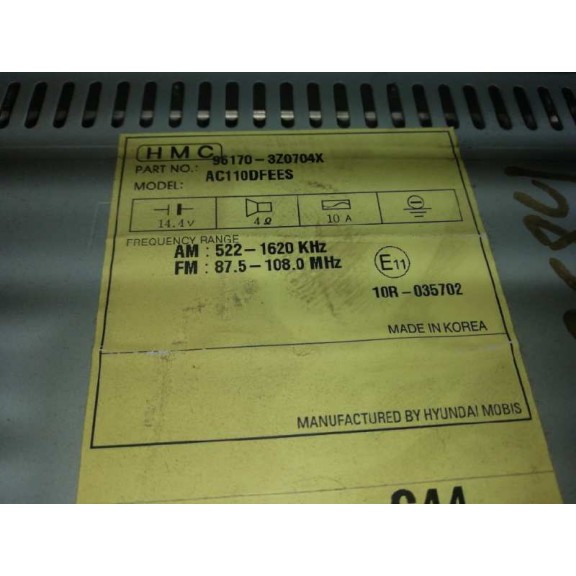 HMC
PART NO.: 96170-3Z0704X
MODEL: AC110DFEES
14.4V 4Ω 10 A
FREQUENCY RANGE
AM : 522-1620 KHz
FM : 87.5-108.0 MHz
E11
10R-035702
MADE IN KOREA
MANUFACTURED BY HYUNDAI MOBIS